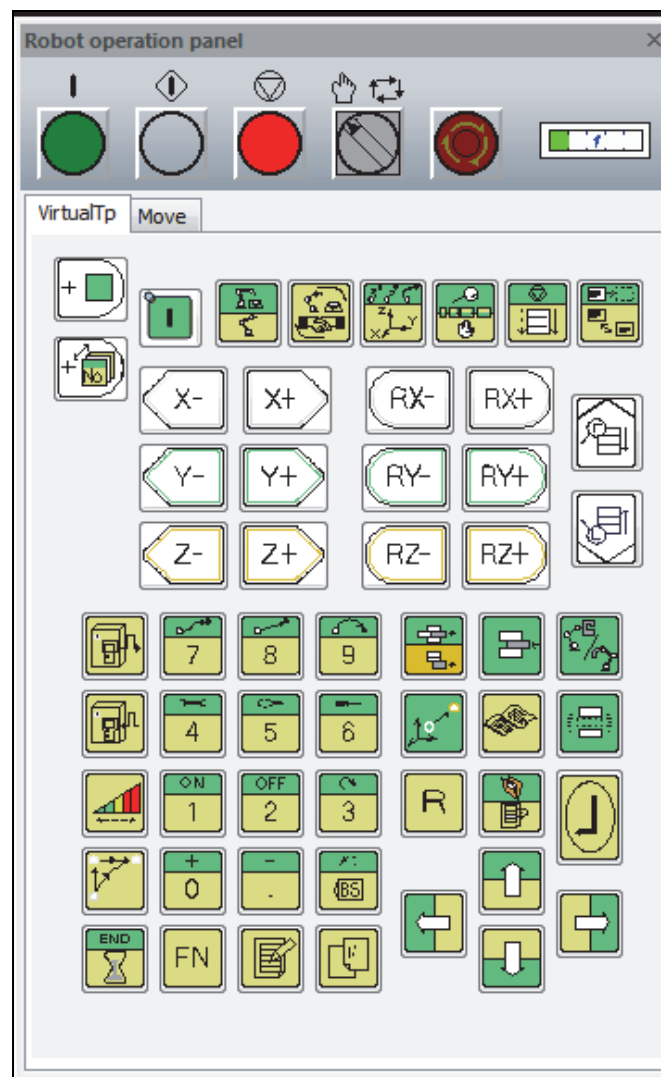 Robot operation panel
VirtualTp Move
No
Z
X Y
X- X+ RX- RX+
Y- Y+ RY- RY+
Z- Z+ RZ- RZ+
7 8 9
4 5 6
ON OFF
1 2 3 R
+ -
0 . BS
END
FN